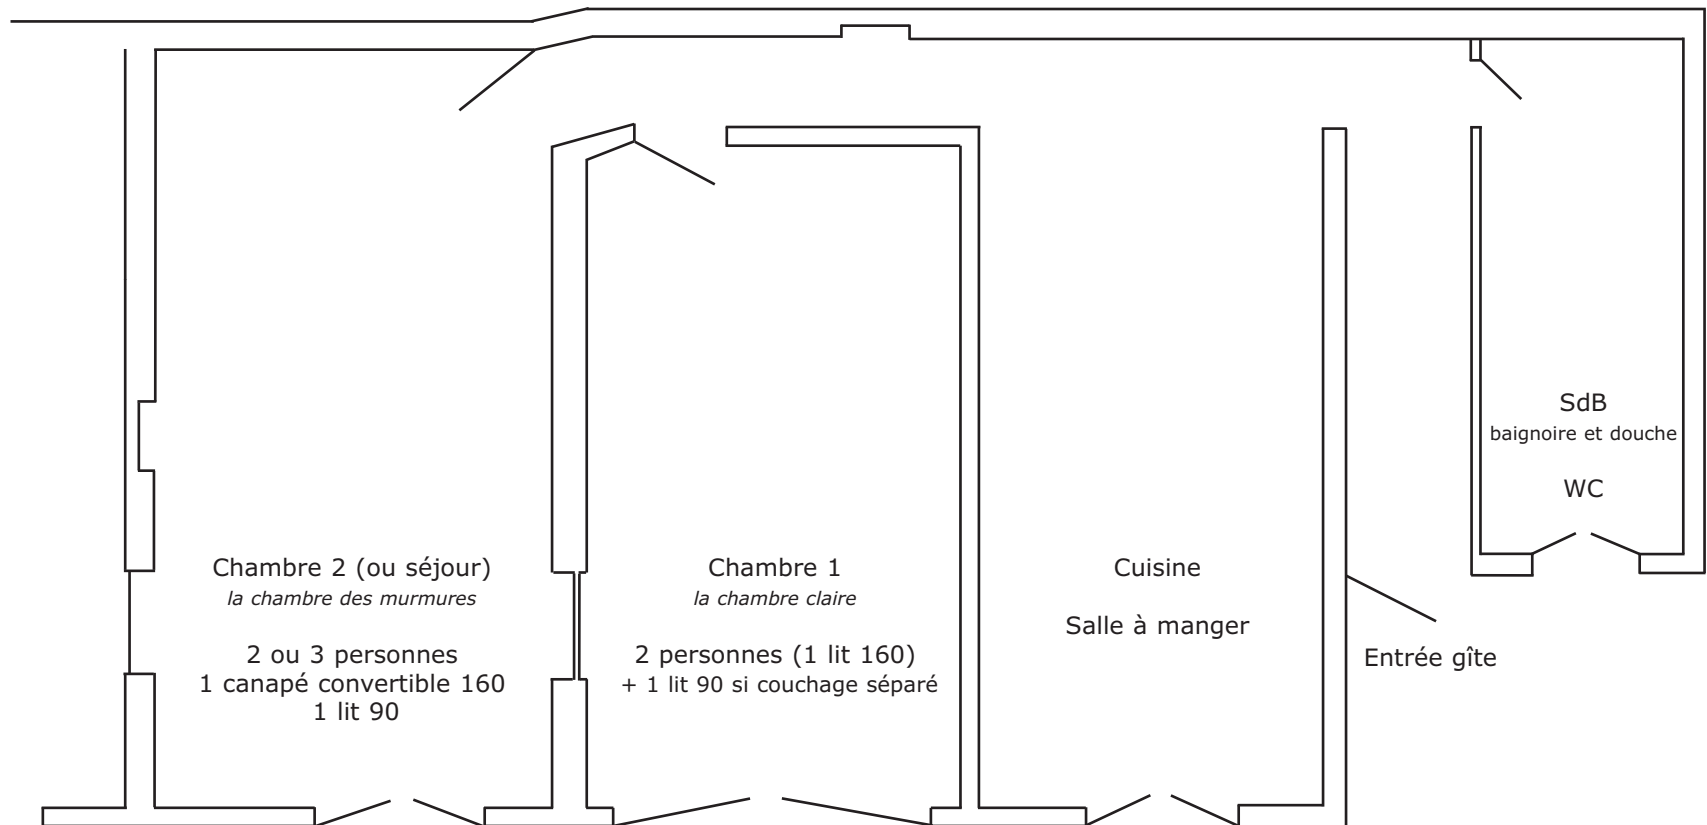 Chambre 2 (ou séjour)
la chambre des murmures
2 ou 3 personnes
1 canapé convertible 160
1 lit 90
Chambre 1
la chambre claire
2 personnes (1 lit 160)
+ 1 lit 90 si couchage séparé
Cuisine
Salle à manger
Entrée gîte
SdB
baignoire et douche
WC